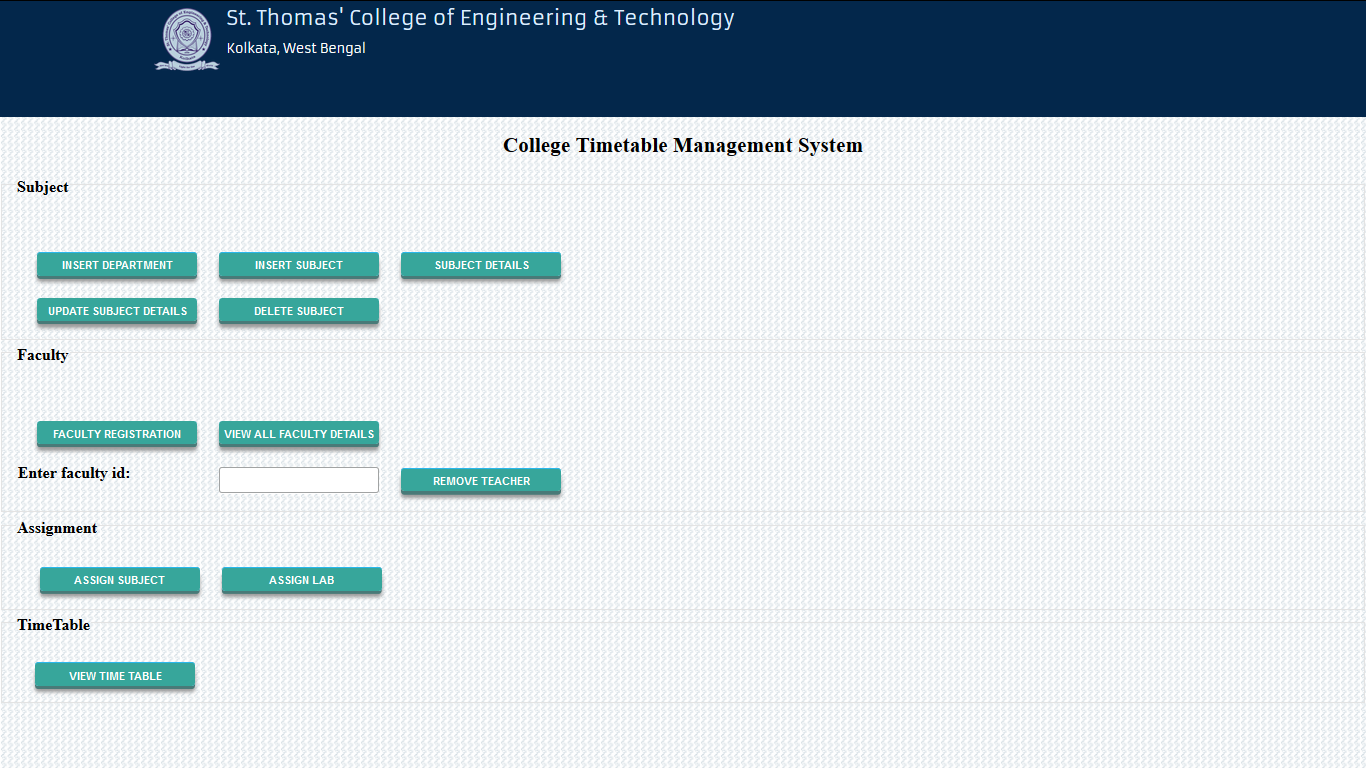 St. Thomas' College of Engineering & Technology
Kolkata, West Bengal
College Timetable Management System
Subject
INSERT DEPARTMENT INSERT SUBJECT SUBJECT DETAILS
UPDATE SUBJECT DETAILS DELETE SUBJECT
Faculty
FACULTY REGISTRATION VIEW ALL FACULTY DETAILS
Enter faculty id: REMOVE TEACHER
Assignment
ASSIGN SUBJECT ASSIGN LAB
TimeTable
VIEW TIME TABLE